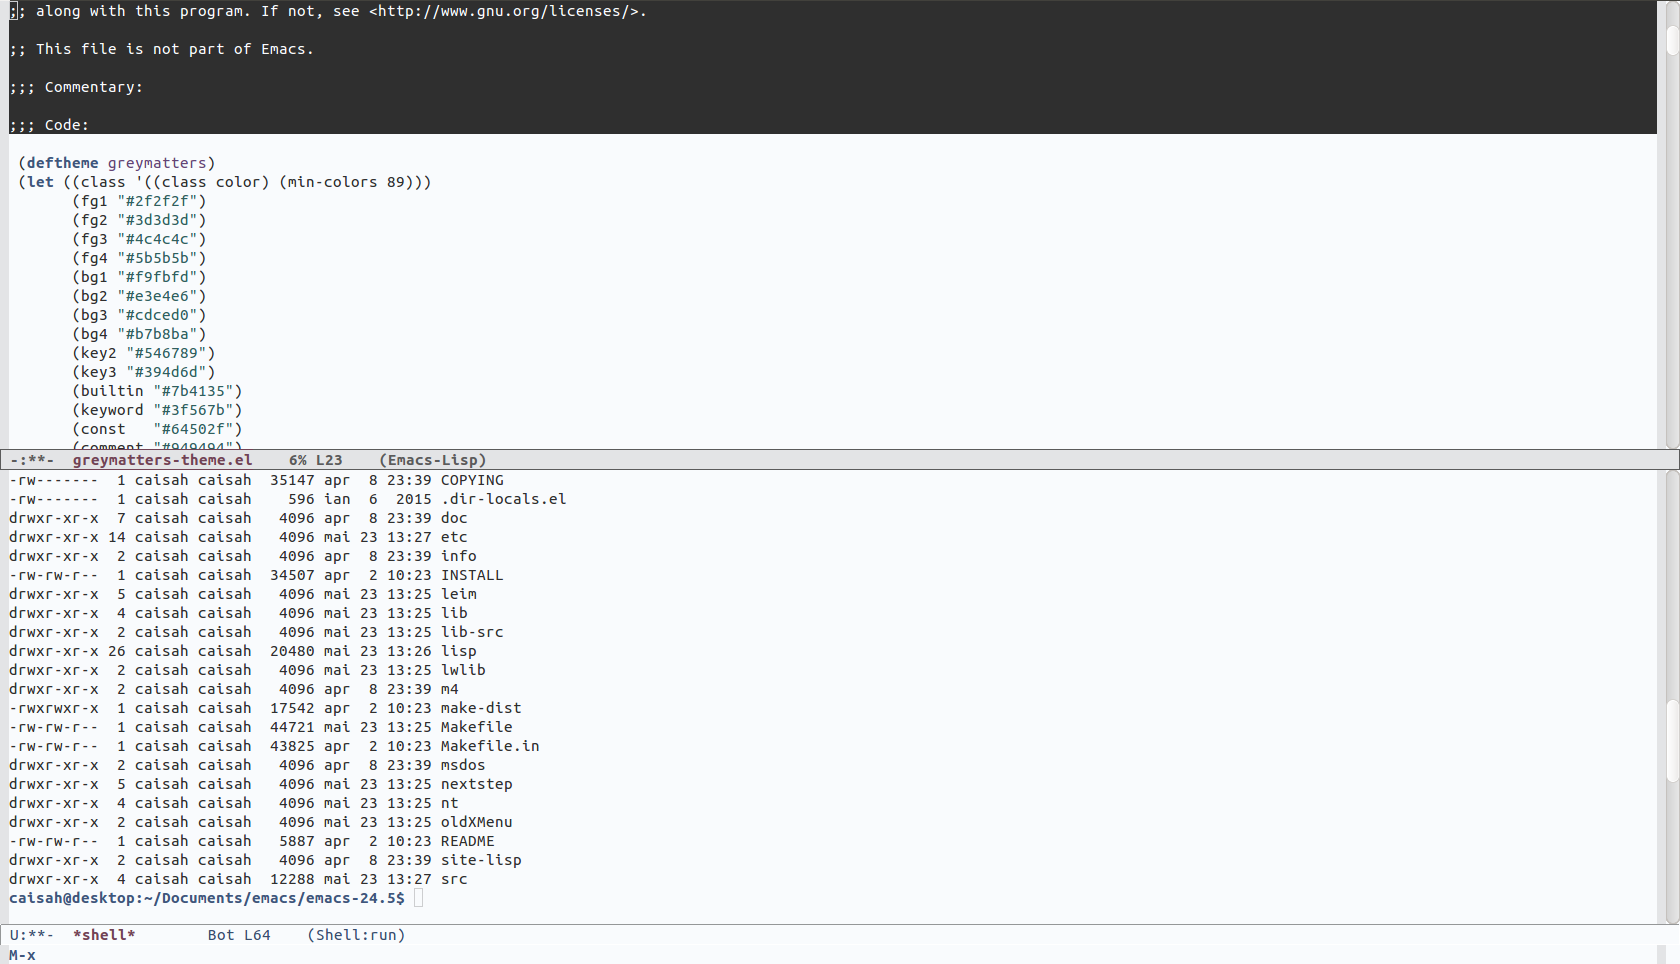 ;; along with this program. If not, see <http://www.gnu.org/licenses/>.
;; This file is not part of Emacs.
;;; Commentary:
;;; Code:
(deftheme greymatters)
(let ((class '((class color) (min-colors 89)))
(fg1 "#2f2f2f")
(fg2 "#3d3d3d")
(fg3 "#4c4c4c")
(fg4 "#5b5b5b")
(bg1 "#f9fbfd")
(bg2 "#e3e4e6")
(bg3 "#cdced0")
(bg4 "#b7b8ba")
(key2 "#546789")
(key3 "#394d6d")
(builtin "#7b4135")
(keyword "#3f567b")
(const   "#64502f")
(comment "#949494")
-:**-  greymatters-theme.el    6% L23    (Emacs-Lisp)
-rw-------  1 caisah caisah  35147 apr  8 23:39 COPYING
-rw-------  1 caisah caisah    596 ian  6  2015 .dir-locals.el
drwxr-xr-x  7 caisah caisah   4096 apr  8 23:39 doc
drwxr-xr-x 14 caisah caisah   4096 mai 23 13:27 etc
drwxr-xr-x  2 caisah caisah   4096 apr  8 23:39 info
-rw-rw-r--  1 caisah caisah  34507 apr  2 10:23 INSTALL
drwxr-xr-x  5 caisah caisah   4096 mai 23 13:25 leim
drwxr-xr-x  4 caisah caisah   4096 mai 23 13:25 lib
drwxr-xr-x  2 caisah caisah   4096 mai 23 13:25 lib-src
drwxr-xr-x 26 caisah caisah  20480 mai 23 13:26 lisp
drwxr-xr-x  2 caisah caisah   4096 mai 23 13:25 lwlib
drwxr-xr-x  2 caisah caisah   4096 apr  8 23:39 m4
-rwxrwxr-x  1 caisah caisah  17542 apr  2 10:23 make-dist
-rw-rw-r--  1 caisah caisah  44721 mai 23 13:25 Makefile
-rw-rw-r--  1 caisah caisah  43825 apr  2 10:23 Makefile.in
drwxr-xr-x  2 caisah caisah   4096 apr  8 23:39 msdos
drwxr-xr-x  5 caisah caisah   4096 mai 23 13:25 nextstep
drwxr-xr-x  4 caisah caisah   4096 mai 23 13:25 nt
drwxr-xr-x  2 caisah caisah   4096 mai 23 13:25 oldXMenu
-rw-rw-r--  1 caisah caisah   5887 apr  2 10:23 README
drwxr-xr-x  2 caisah caisah   4096 apr  8 23:39 site-lisp
drwxr-xr-x  4 caisah caisah  12288 mai 23 13:27 src
caisah@desktop:~/Documents/emacs/emacs-24.5$
U:**-  *shell*        Bot L64    (Shell:run)
M-x